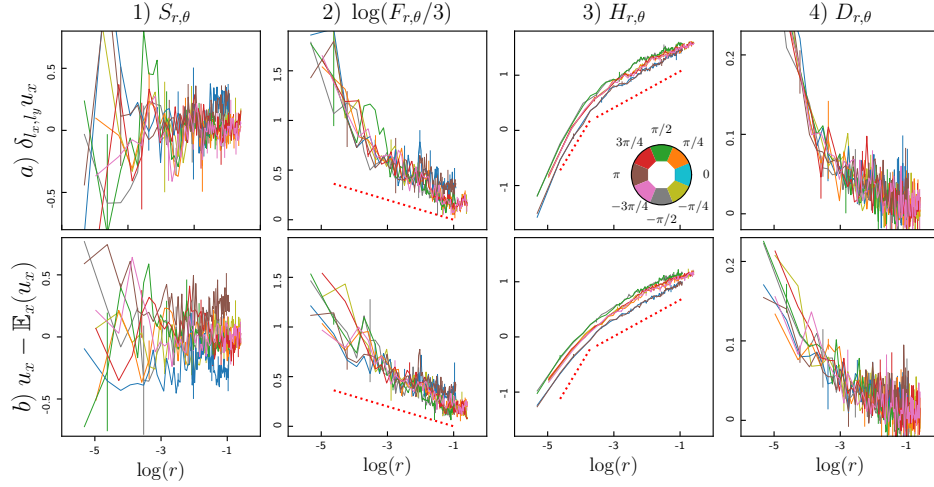 1) S_{r,θ}
2) log(F_{r,θ}/3)
3) H_{r,θ}
4) D_{r,θ}
a) δ_{l_x,l_y} u_x
0.5
0
-0.5
1.5
1
0.5
0
1
0
-1
π/2
3π/4
π/4
π
0
−3π/4
−π/4
−π/2
0.2
0.1
0
b) u_x − 𝔼_x(u_x)
0.5
0
-0.5
1.5
1
0.5
0
1
0
-1
0.2
0.1
0
-5
-3
-1
-5
-3
-1
-5
-3
-1
-5
-3
-1
log(r)
log(r)
log(r)
log(r)